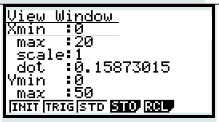 View Window
Xmin :0
max :20
scale:1
dot :0.15873015
Ymin :0
max :50
INIT TRIG STD STO RCL